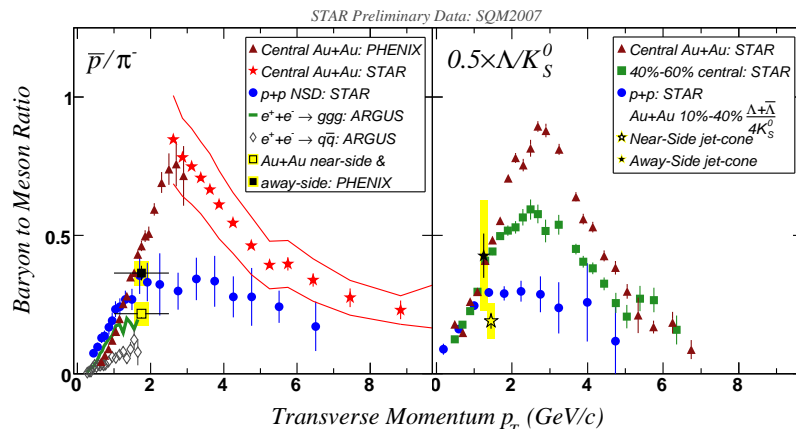 STAR Preliminary Data: SQM2007
p̅/π⁻
Central Au+Au: PHENIX
Central Au+Au: STAR
p+p NSD: STAR
e⁺+e⁻→ ggg: ARGUS
e⁺+e⁻→ qq̅: ARGUS
Au+Au near-side &
away-side: PHENIX
0.5×Λ/K⁰_S
Central Au+Au: STAR
40%-60% central: STAR
p+p: STAR
Au+Au 10%-40% Λ+Λ̅/4K⁰_S
Near-Side jet-cone
Away-Side jet-cone
Baryon to Meson Ratio
1
0.5
0
0 2 4 6 8 0 2 4 6 8
Transverse Momentum p_T (GeV/c)